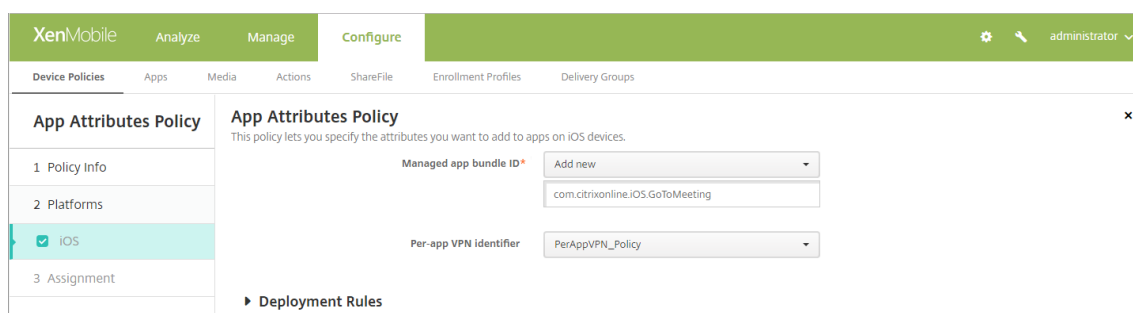 XenMobile Analyze Manage Configure administrator
Device Policies Apps Media Actions ShareFile Enrollment Profiles Delivery Groups
App Attributes Policy
1 Policy Info
2 Platforms
iOS
3 Assignment
App Attributes Policy
This policy lets you specify the attributes you want to add to apps on iOS devices.
Managed app bundle ID* Add new
com.citrixonline.iOS.GoToMeeting
Per-app VPN identifier PerAppVPN_Policy
Deployment Rules